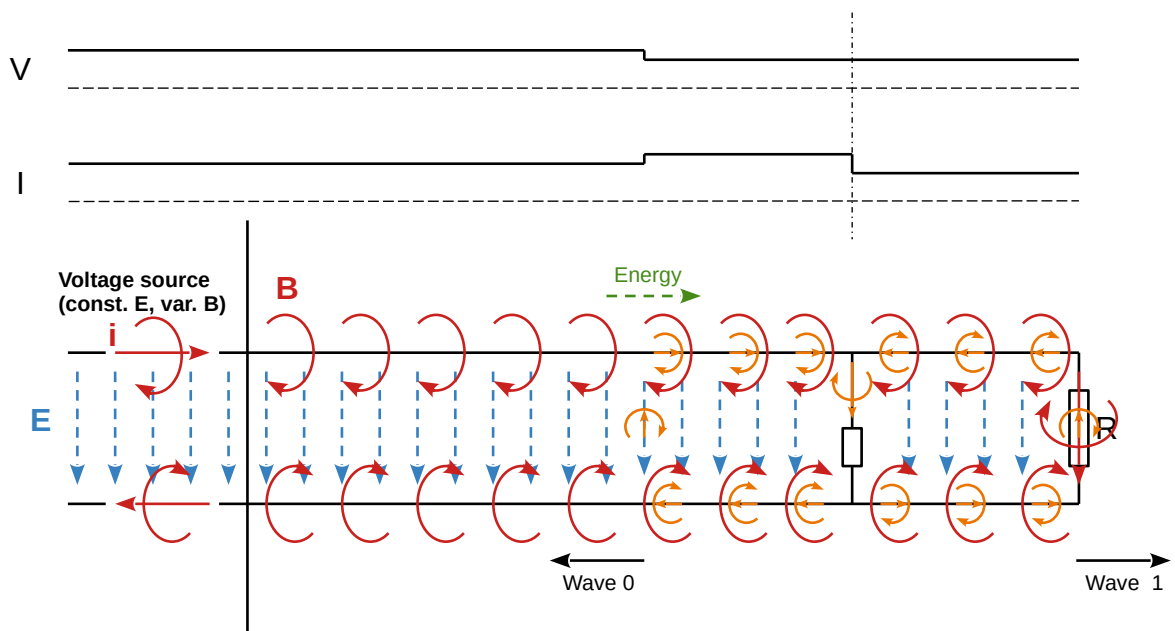 V
I
Voltage source
(const. E, var. B)
B
Energy
i
E
R
Wave 0
Wave 1